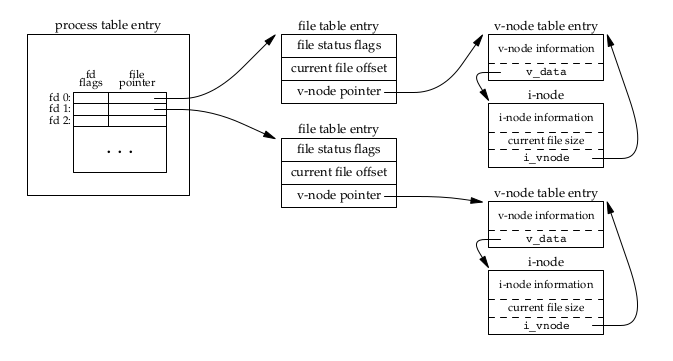 process table entry
fd flags
file pointer
fd 0:
fd 1:
fd 2:
. . .
file table entry
file status flags
current file offset
v-node pointer
file table entry
file status flags
current file offset
v-node pointer
v-node table entry
v-node information
v_data
i-node
i-node information
current file size
i_vnode
v-node table entry
v-node information
v_data
i-node
i-node information
current file size
i_vnode